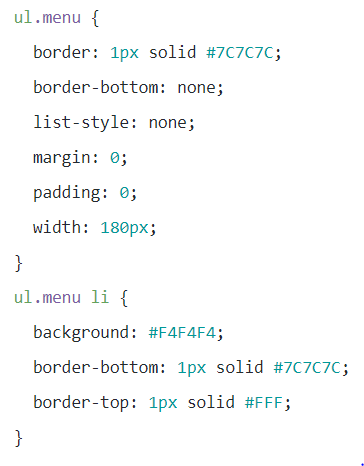 ul.menu {
  border: 1px solid #7C7C7C;
  border-bottom: none;
  list-style: none;
  margin: 0;
  padding: 0;
  width: 180px;
}
ul.menu li {
  background: #F4F4F4;
  border-bottom: 1px solid #7C7C7C;
  border-top: 1px solid #FFF;
}